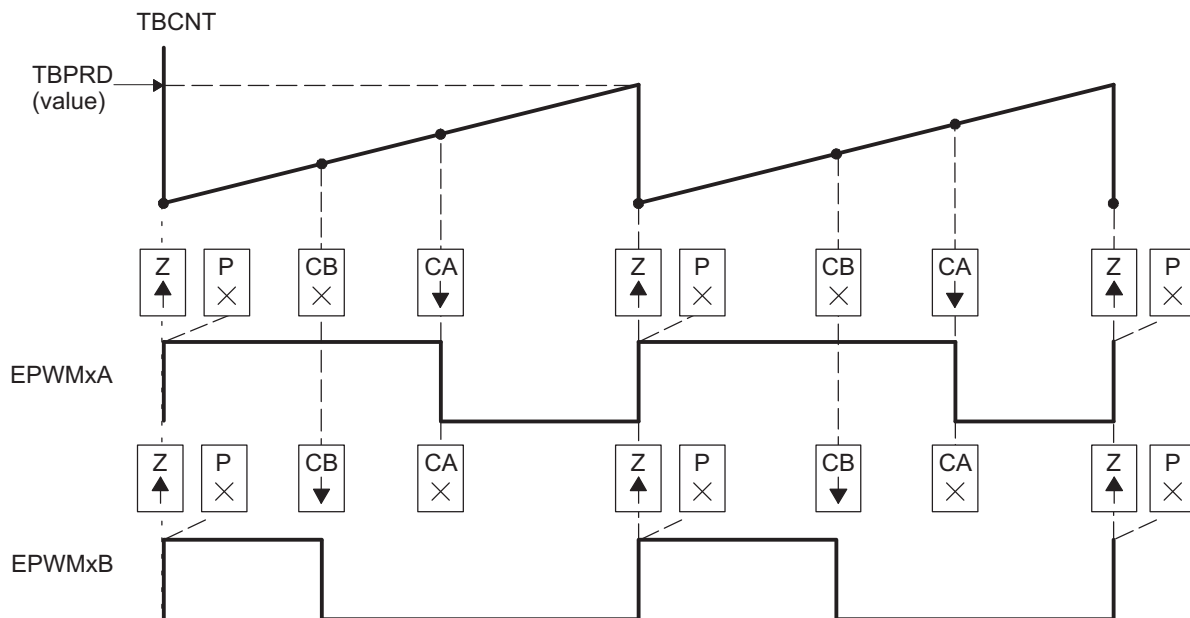 TBCNT
TBPRD
(value)
Z P CB CA Z P CB CA Z P
EPWMxA
Z P CB CA Z P CB CA Z P
EPWMxB